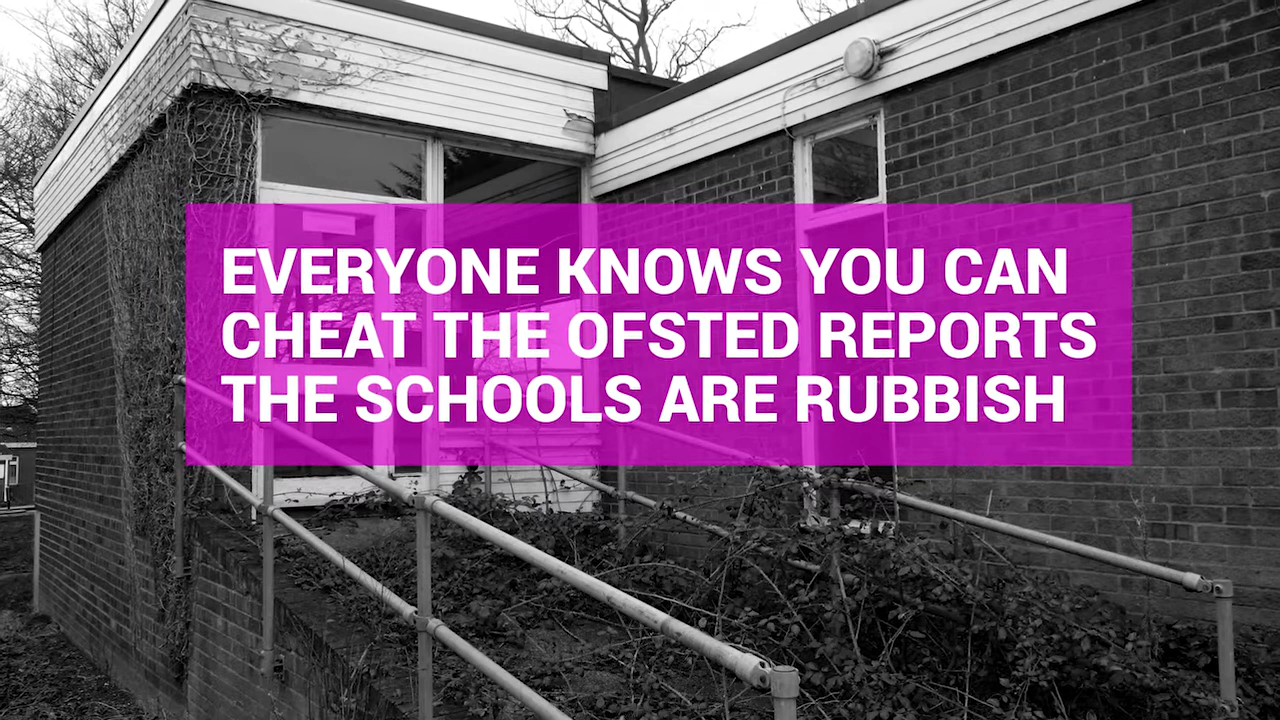 EVERYONE KNOWS YOU CAN
CHEAT THE OFSTED REPORTS
THE SCHOOLS ARE RUBBISH